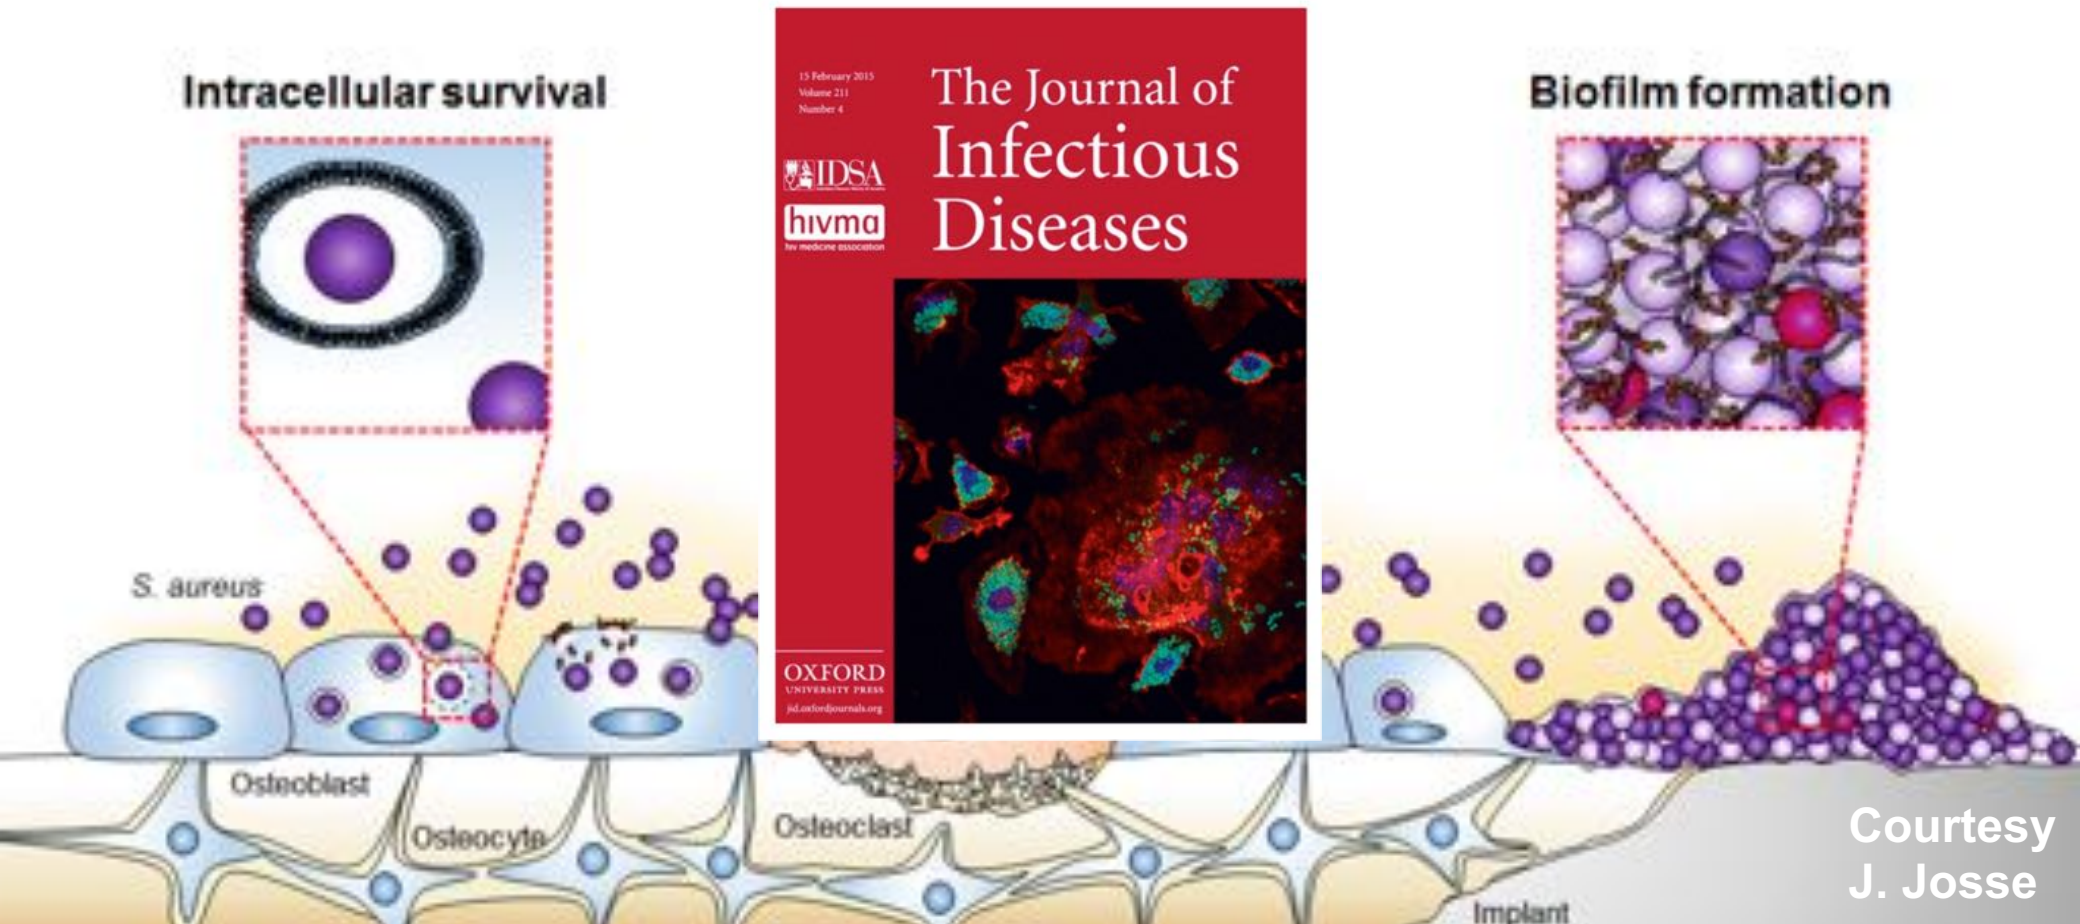 Intracellular survival
15 February 2015
Volume 211
Number 4
The Journal of
Infectious
Diseases
IDSA
hivma
hiv medicine association
OXFORD
UNIVERSITY PRESS
jid.oxfordjournals.org
Biofilm formation
S. aureus
Osteoblast
Osteocyte
Osteoclast
Implant
Courtesy
J. Josse